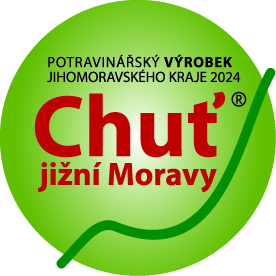 POTRAVINÁŘSKÝ VÝROBEK
JIHOMORAVSKÉHO KRAJE 2024
Chuť®
jižní Moravy